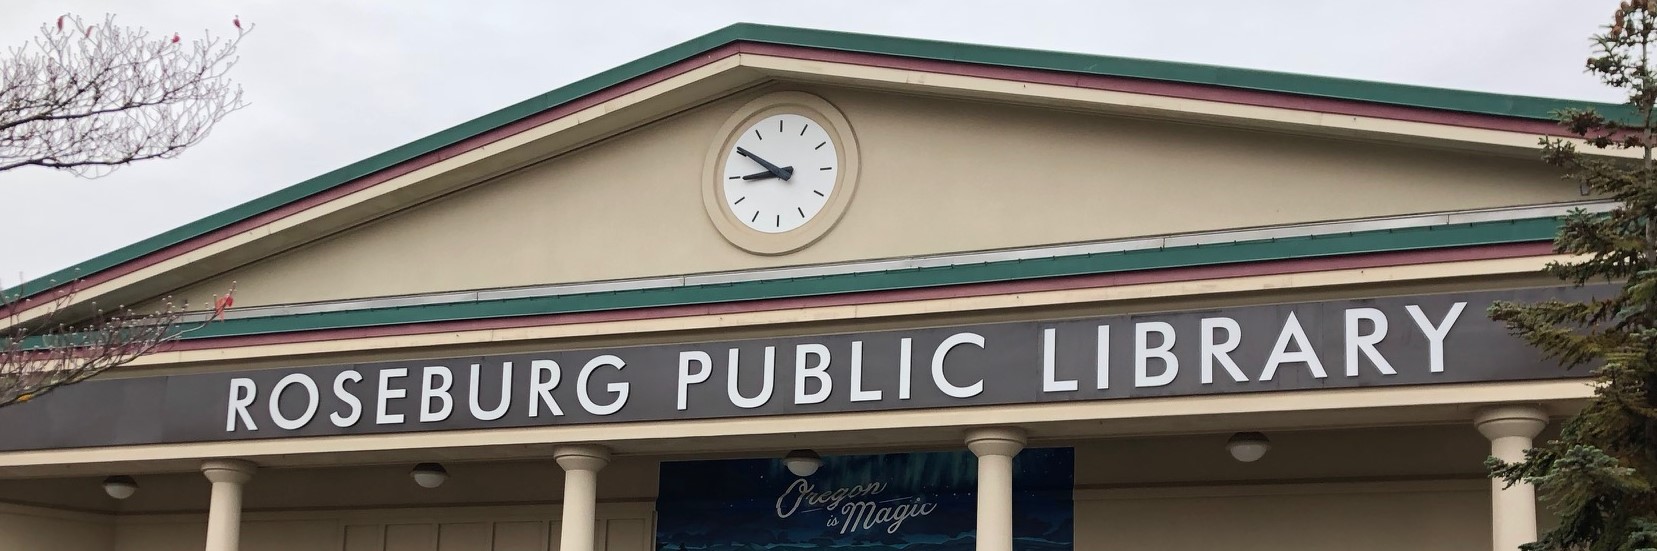 ROSEBURG PUBLIC LIBRARY
Oregon
is Magic